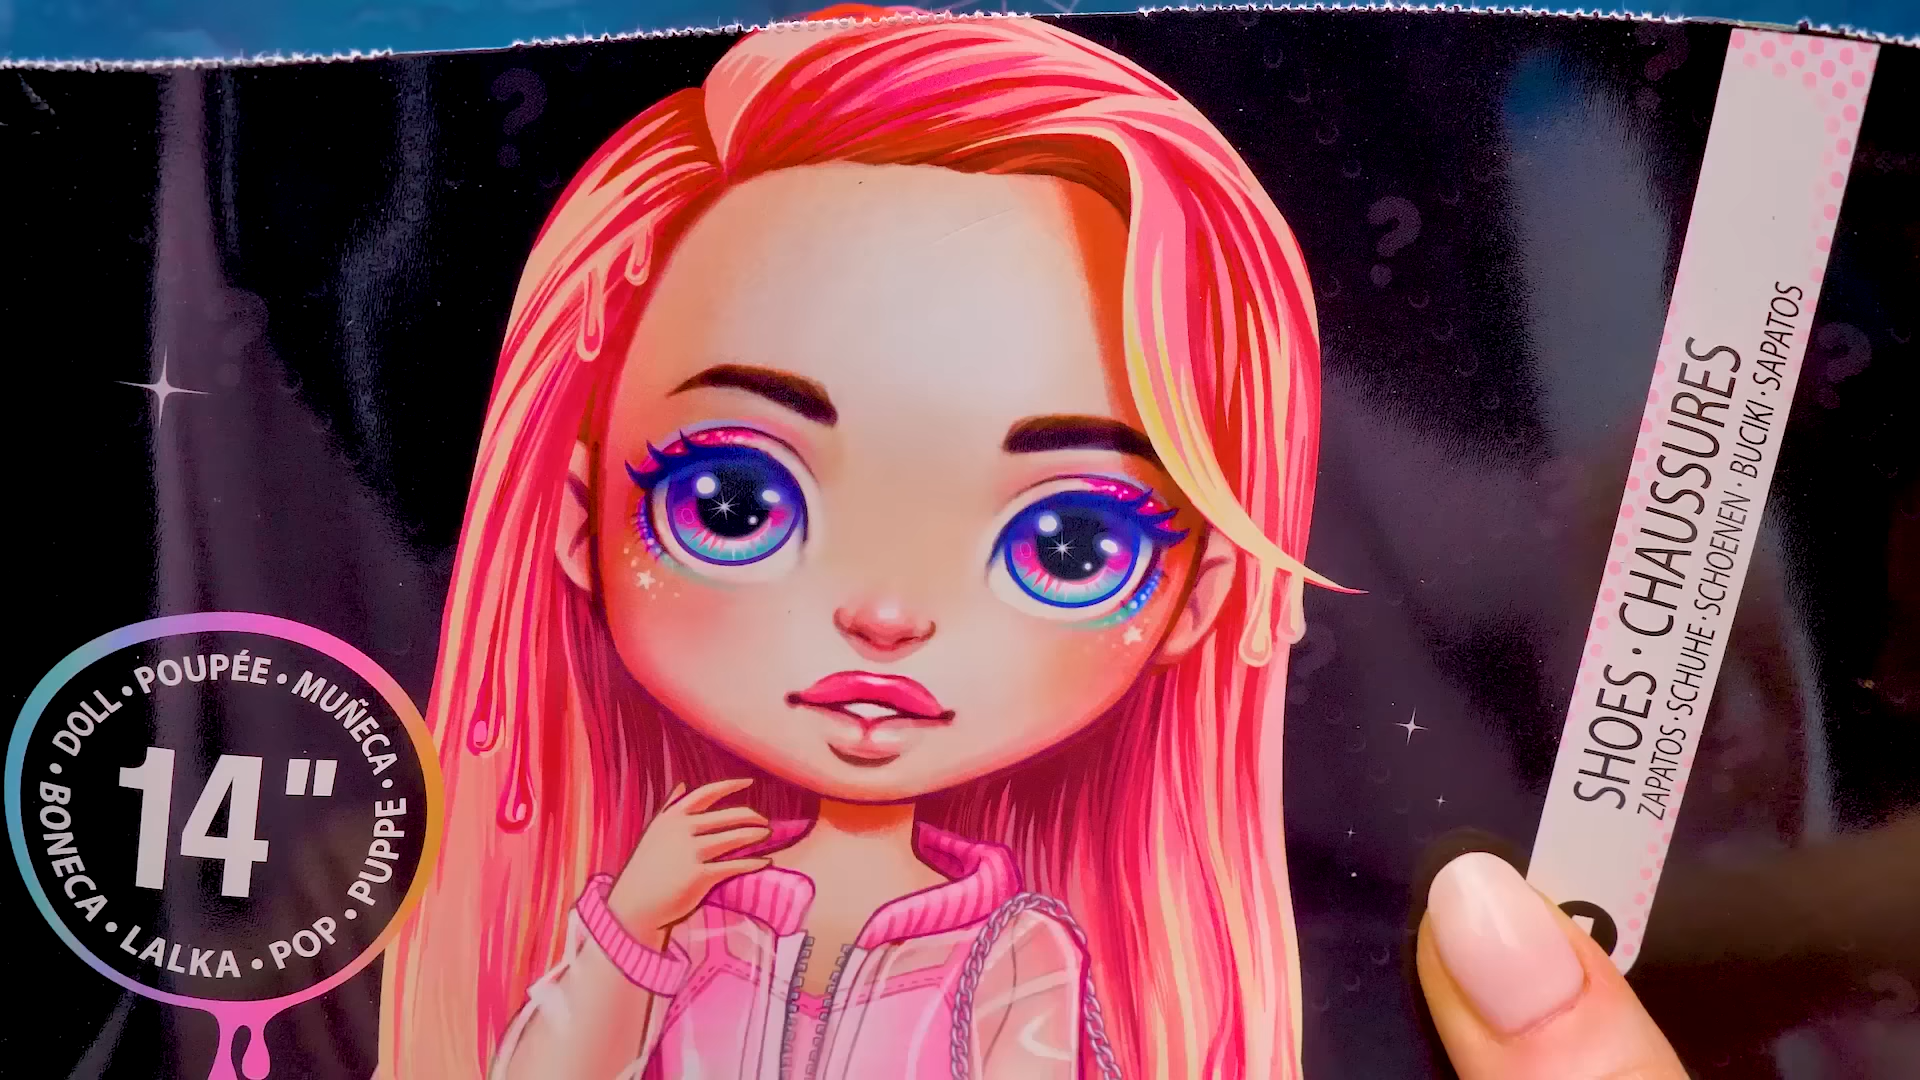 DOLL • POUPÉE • MUÑECA • PUPPE • POP • LALKA • BONECA •
14"
SHOES • CHAUSSURES
ZAPATOS • SCHUHE • SCHOENEN • BUCIKI • SAPATOS